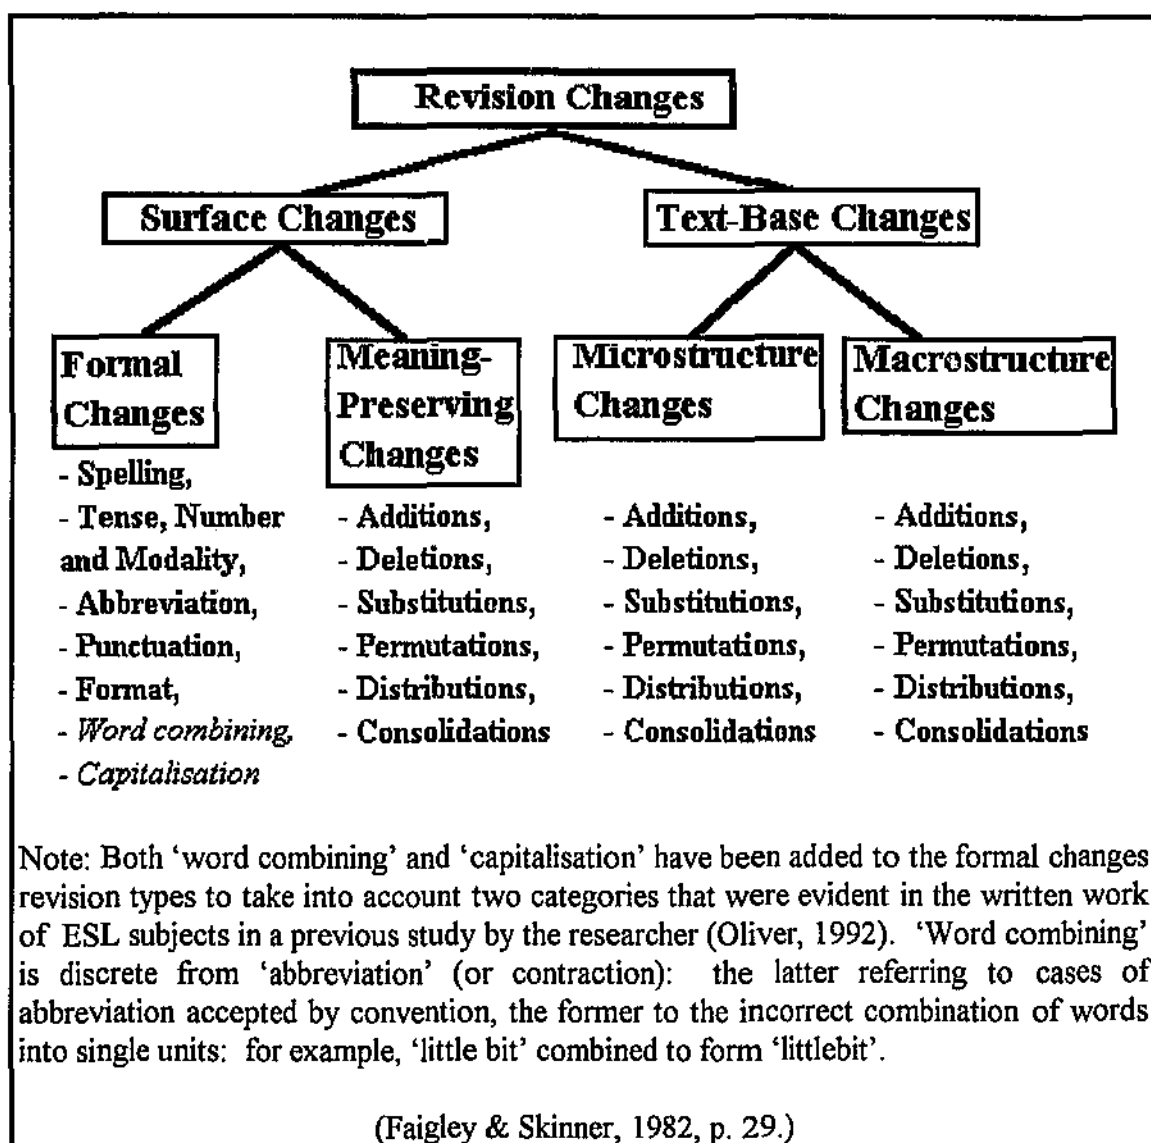 Revision Changes
Surface Changes
Text-Base Changes
Formal
Changes
- Spelling,
- Tense, Number
and Modality,
- Abbreviation,
- Punctuation,
- Format,
- Word combining,
- Capitalisation
Meaning-
Preserving
Changes
- Additions,
- Deletions,
- Substitutions,
- Permutations,
- Distributions,
- Consolidations
Microstructure
Changes
- Additions,
- Deletions,
- Substitutions,
- Permutations,
- Distributions,
- Consolidations
Macrostructure
Changes
- Additions,
- Deletions,
- Substitutions,
- Permutations,
- Distributions,
- Consolidations
Note: Both ‘word combining’ and ‘capitalisation’ have been added to the formal changes
revision types to take into account two categories that were evident in the written work
of ESL subjects in a previous study by the researcher (Oliver, 1992). ‘Word combining’
is discrete from ‘abbreviation’ (or contraction): the latter referring to cases of
abbreviation accepted by convention, the former to the incorrect combination of words
into single units: for example, ‘little bit’ combined to form ‘littlebit’.
(Faigley & Skinner, 1982, p. 29.)